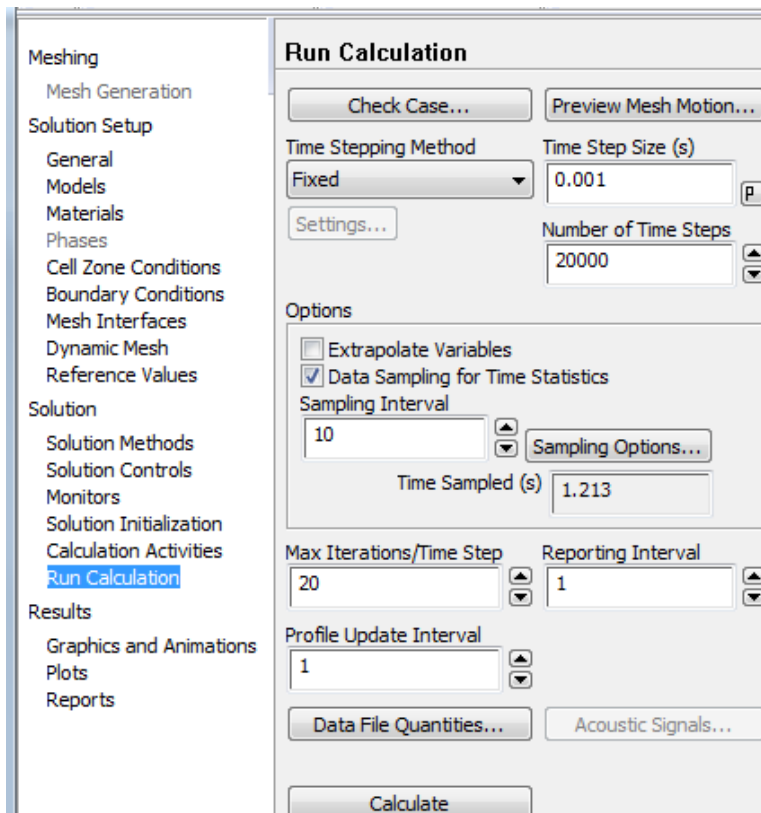 Meshing
Mesh Generation
Solution Setup
General
Models
Materials
Phases
Cell Zone Conditions
Boundary Conditions
Mesh Interfaces
Dynamic Mesh
Reference Values
Solution
Solution Methods
Solution Controls
Monitors
Solution Initialization
Calculation Activities
Run Calculation
Results
Graphics and Animations
Plots
Reports
Run Calculation
Check Case... Preview Mesh Motion...
Time Stepping Method Time Step Size (s)
Fixed 0.001 P
Settings... Number of Time Steps
20000
Options
Extrapolate Variables
Data Sampling for Time Statistics
Sampling Interval
10 Sampling Options...
Time Sampled (s) 1.213
Max Iterations/Time Step Reporting Interval
20 1
Profile Update Interval
1
Data File Quantities... Acoustic Signals...
Calculate